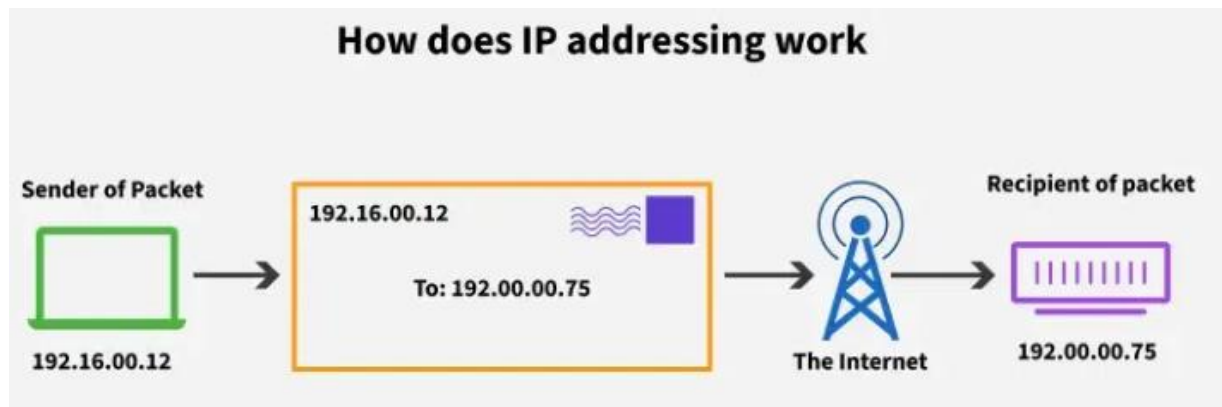 How does IP addressing work
Sender of Packet
192.16.00.12
192.16.00.12
To: 192.00.00.75
The Internet
Recipient of packet
192.00.00.75